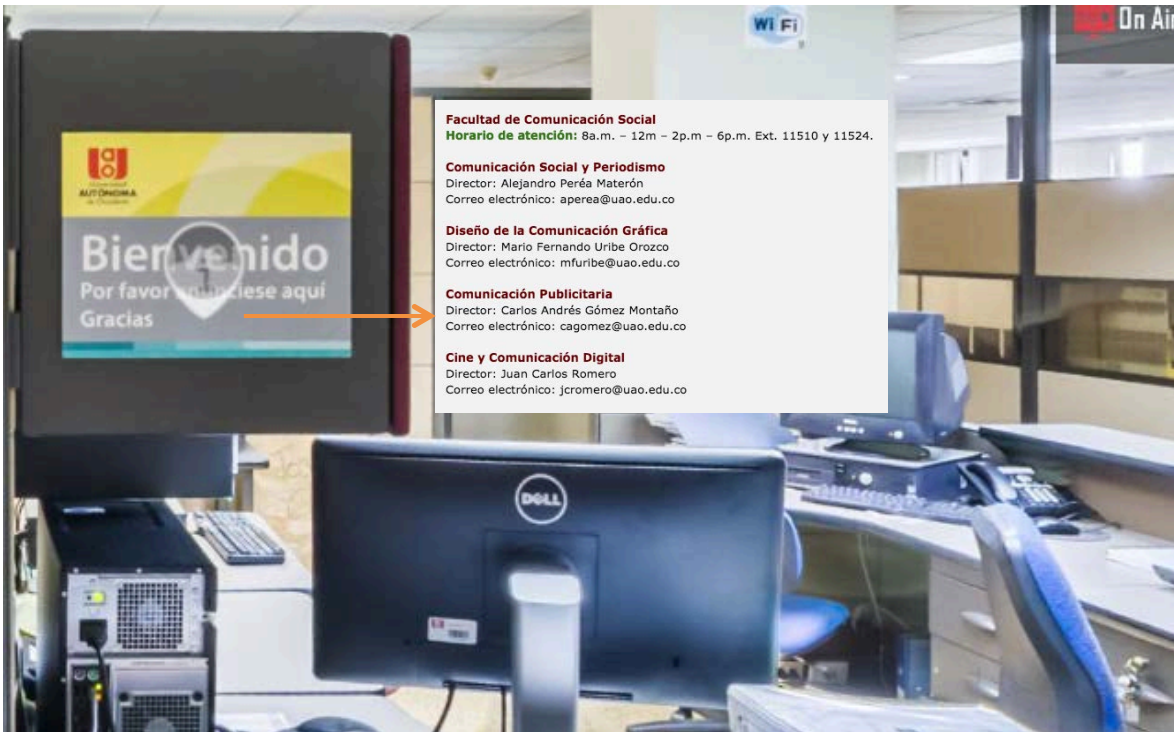 WiFi
On Air
Universidad
AUTÓNOMA
de Occidente
Bienvenido
Por favor anúnciese aquí
Gracias
Facultad de Comunicación Social
Horario de atención: 8a.m. – 12m – 2p.m – 6p.m. Ext. 11510 y 11524.
Comunicación Social y Periodismo
Director: Alejandro Peréa Materón
Correo electrónico: aperea@uao.edu.co
Diseño de la Comunicación Gráfica
Director: Mario Fernando Uribe Orozco
Correo electrónico: mfuribe@uao.edu.co
Comunicación Publicitaria
Director: Carlos Andrés Gómez Montaño
Correo electrónico: cagomez@uao.edu.co
Cine y Comunicación Digital
Director: Juan Carlos Romero
Correo electrónico: jcromero@uao.edu.co
DELL